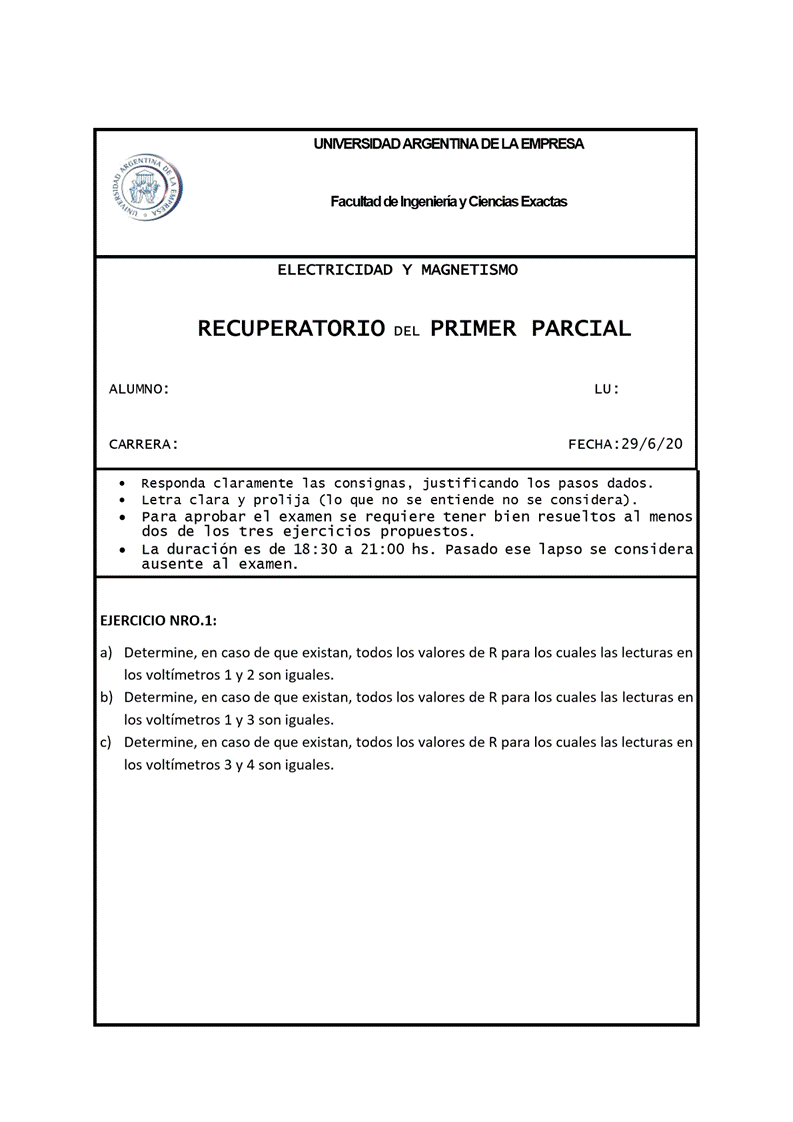 UNIVERSIDAD ARGENTINA DE LA EMPRESA
UNIVERSIDAD ARGENTINA DE LA EMPRESA
Facultad de Ingeniería y Ciencias Exactas
ELECTRICIDAD Y MAGNETISMO
RECUPERATORIO DEL PRIMER PARCIAL
ALUMNO: LU:
CARRERA: FECHA:29/6/20
• Responda claramente las consignas, justificando los pasos dados.
• Letra clara y prolija (lo que no se entiende no se considera).
• Para aprobar el examen se requiere tener bien resueltos al menos
dos de los tres ejercicios propuestos.
• La duración es de 18:30 a 21:00 hs. Pasado ese lapso se considera
ausente al examen.
EJERCICIO NRO.1:
a) Determine, en caso de que existan, todos los valores de R para los cuales las lecturas en
los voltímetros 1 y 2 son iguales.
b) Determine, en caso de que existan, todos los valores de R para los cuales las lecturas en
los voltímetros 1 y 3 son iguales.
c) Determine, en caso de que existan, todos los valores de R para los cuales las lecturas en
los voltímetros 3 y 4 son iguales.